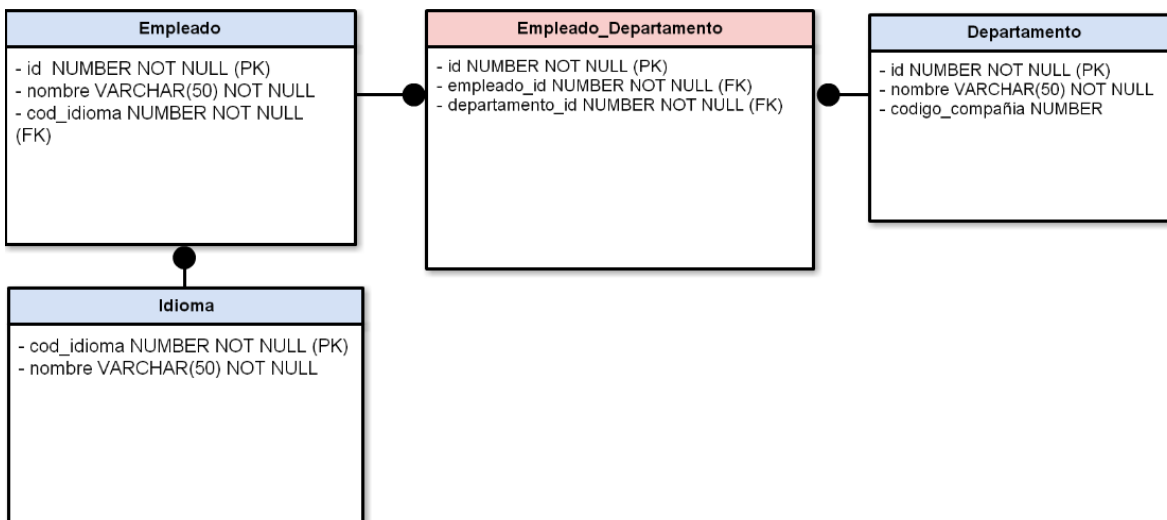 Empleado
- id NUMBER NOT NULL (PK)
- nombre VARCHAR(50) NOT NULL
- cod_idioma NUMBER NOT NULL
(FK)
Empleado_Departamento
- id NUMBER NOT NULL (PK)
- empleado_id NUMBER NOT NULL (FK)
- departamento_id NUMBER NOT NULL (FK)
Departamento
- id NUMBER NOT NULL (PK)
- nombre VARCHAR(50) NOT NULL
- codigo_compañia NUMBER
Idioma
- cod_idioma NUMBER NOT NULL (PK)
- nombre VARCHAR(50) NOT NULL